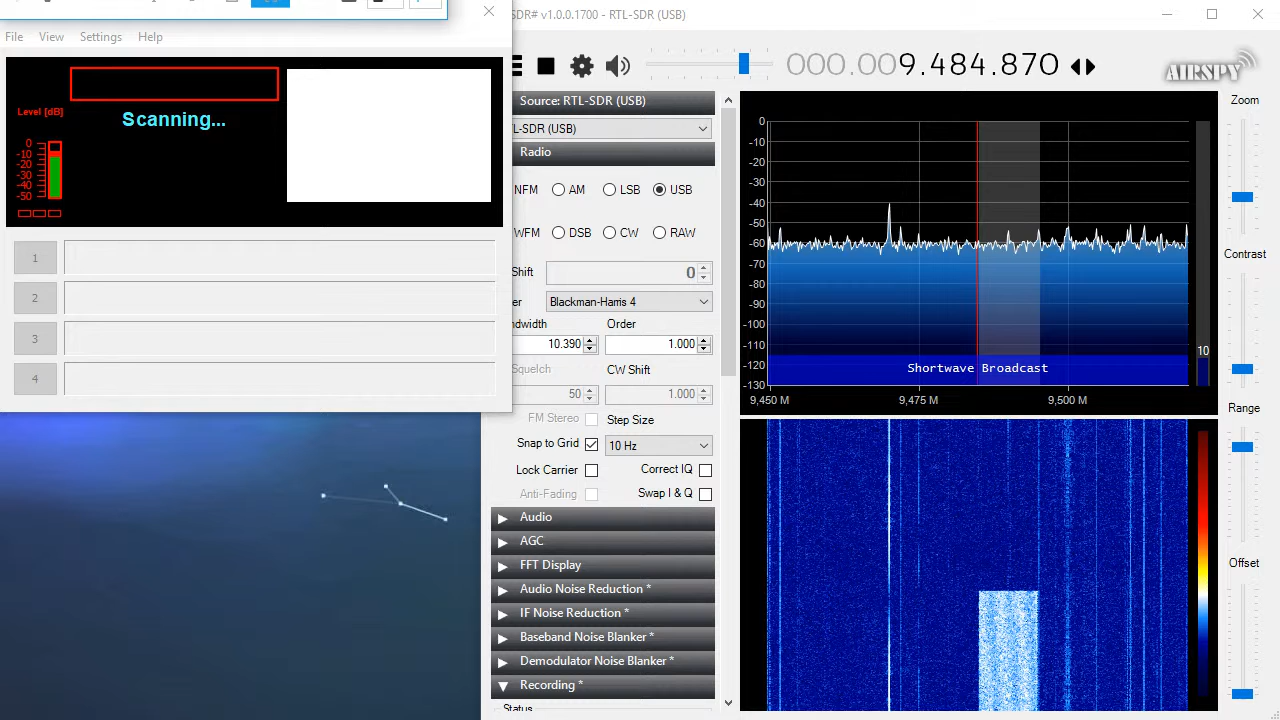 File View Settings Help
Level [dB]
Scanning...
0
-10
-20
-30
-40
-50
1
2
3
4
SDR# v1.0.0.1700 - RTL-SDR (USB)
000.009.484.870
AIRSPY
Source: RTL-SDR (USB)
L-SDR (USB)
Radio
NFM AM LSB USB
WFM DSB CW RAW
Shift 0
er Blackman-Harris 4
ndwidth Order
10.390 1.000
Squelch CW Shift
50 1.000
FM Stereo Step Size
Snap to Grid 10 Hz
Lock Carrier Correct IQ
Anti-Fading Swap I & Q
Audio
AGC
FFT Display
Audio Noise Reduction *
IF Noise Reduction *
Baseband Noise Blanker *
Demodulator Noise Blanker *
Recording *
Status
0
-10
-20
-30
-40
-50
-60
-70
-80
-90
-100
-110
-120
-130
Shortwave Broadcast
9,450 M 9,475 M 9,500 M
10
Zoom
Contrast
Range
Offset